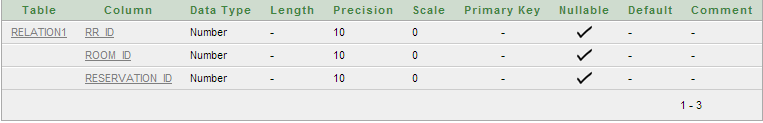 Table Column Data Type Length Precision Scale Primary Key Nullable Default Comment
RELATION1 RR_ID Number - 10 0 - - -
ROOM_ID Number - 10 0 - - -
RESERVATION_ID Number - 10 0 - - -
1 - 3